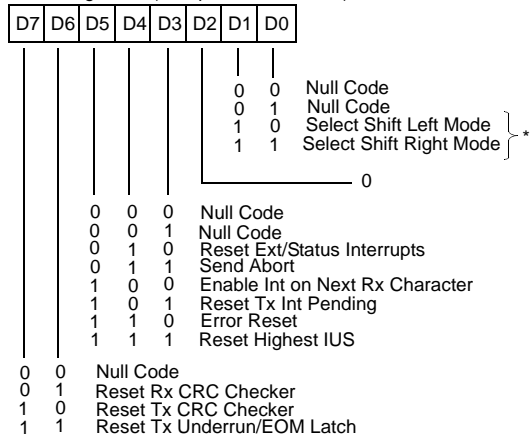 D7 D6 D5 D4 D3 D2 D1 D0
0 0 Null Code
0 1 Null Code
1 0 Select Shift Left Mode
1 1 Select Shift Right Mode
*
0
0 0 0 Null Code
0 0 1 Null Code
0 1 0 Reset Ext/Status Interrupts
0 1 1 Send Abort
1 0 0 Enable Int on Next Rx Character
1 0 1 Reset Tx Int Pending
1 1 0 Error Reset
1 1 1 Reset Highest IUS
0 0 Null Code
0 1 Reset Rx CRC Checker
1 0 Reset Tx CRC Checker
1 1 Reset Tx Underrun/EOM Latch